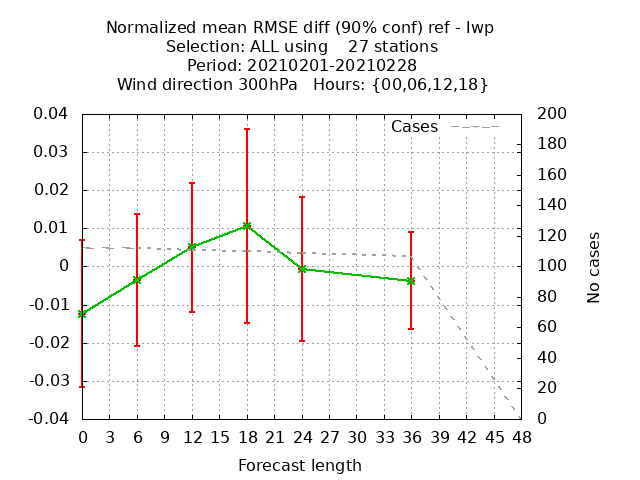 Normalized mean RMSE diff (90% conf) ref - lwp
Selection: ALL using    27 stations
Period: 20210201-20210228
Wind direction 300hPa   Hours: {00,06,12,18}
Cases
0.04
0.03
0.02
0.01
0
-0.01
-0.02
-0.03
-0.04
200
180
160
140
120
100
80
60
40
20
0
No cases
0 3 6 9 12 15 18 21 24 27 30 33 36 39 42 45 48
Forecast length